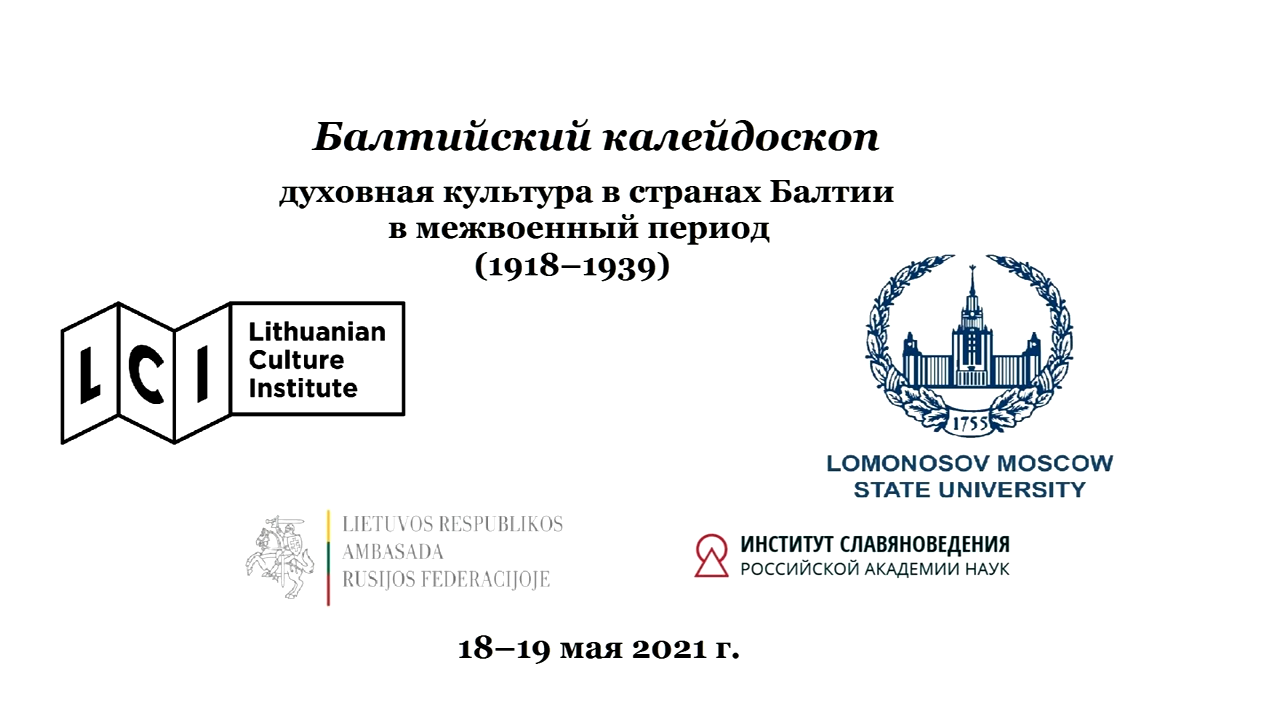 Балтийский калейдоскоп
духовная культура в странах Балтии
в межвоенный период
(1918–1939)
LCI
Lithuanian
Culture
Institute
1755
LOMONOSOV MOSCOW
STATE UNIVERSITY
LIETUVOS RESPUBLIKOS
AMBASADA
RUSIJOS FEDERACIJOJE
ИНСТИТУТ СЛАВЯНОВЕДЕНИЯ
РОССИЙСКОЙ АКАДЕМИИ НАУК
18–19 мая 2021 г.